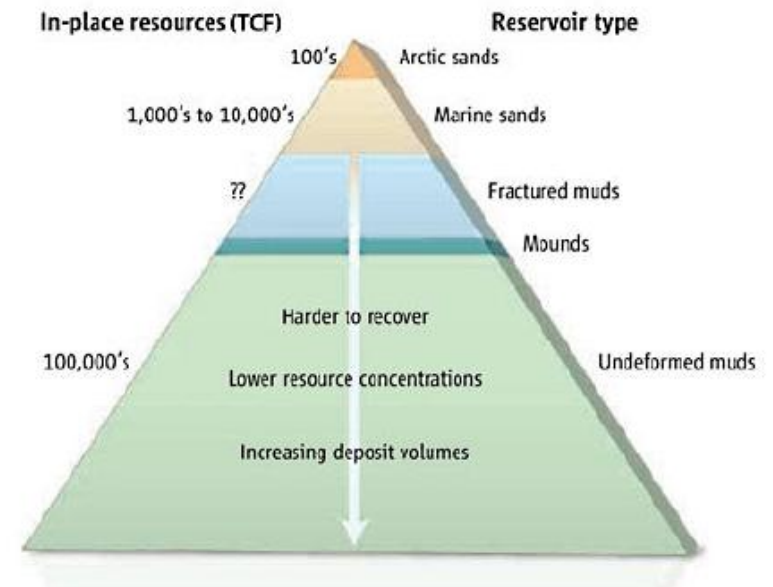 In-place resources (TCF)
Reservoir type
100's
Arctic sands
1,000's to 10,000's
Marine sands
??
Fractured muds
Mounds
Harder to recover
100,000's
Undeformed muds
Lower resource concentrations
Increasing deposit volumes